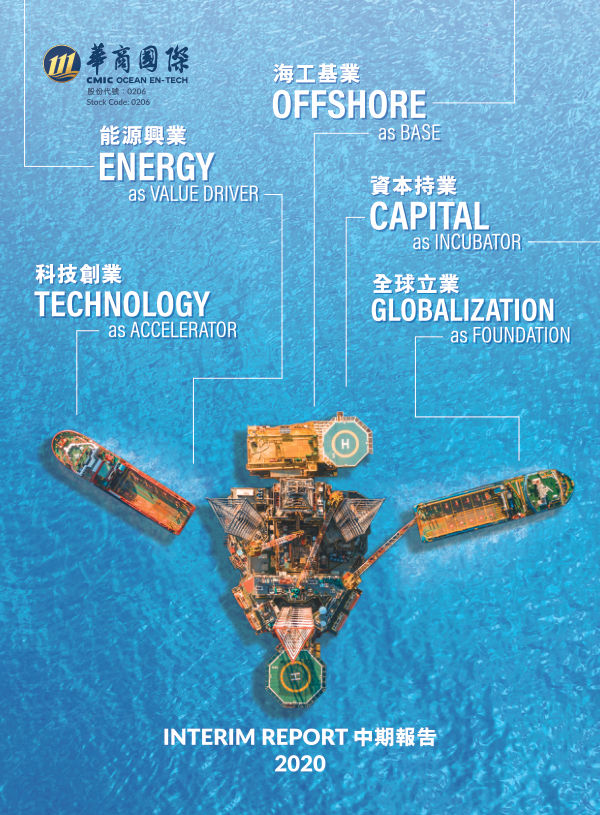 華商國際
CMIC OCEAN EN-TECH
股份代號：0206
Stock Code: 0206
海工基業
OFFSHORE
as BASE
能源興業
ENERGY
as VALUE DRIVER
資本持業
CAPITAL
as INCUBATOR
科技創業
TECHNOLOGY
as ACCELERATOR
全球立業
GLOBALIZATION
as FOUNDATION
H
H
INTERIM REPORT 中期報告
2020